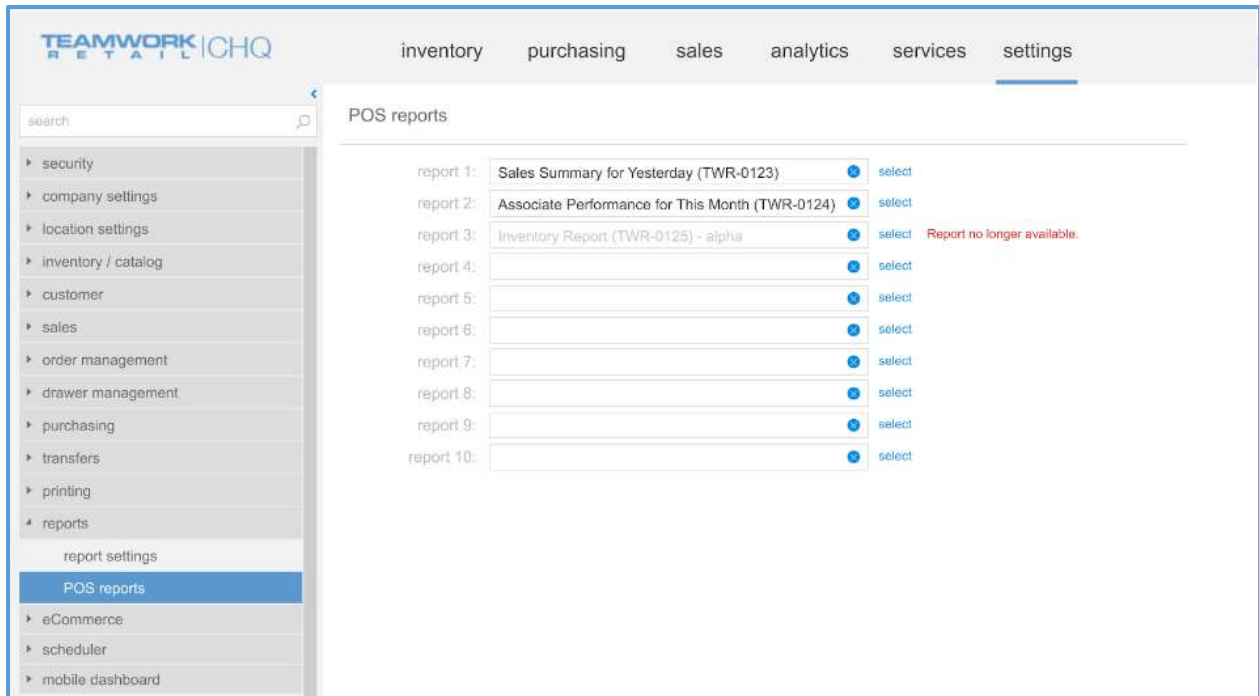 TEAMWORK RETAIL | CHQ
inventory purchasing sales analytics services settings
search
security
company settings
location settings
inventory / catalog
customer
sales
order management
drawer management
purchasing
transfers
printing
reports
report settings
POS reports
eCommerce
scheduler
mobile dashboard
POS reports
report 1: Sales Summary for Yesterday (TWR-0123) select
report 2: Associate Performance for This Month (TWR-0124) select
report 3: Inventory Report (TWR-0125) - alpha select Report no longer available.
report 4: select
report 5: select
report 6: select
report 7: select
report 8: select
report 9: select
report 10: select